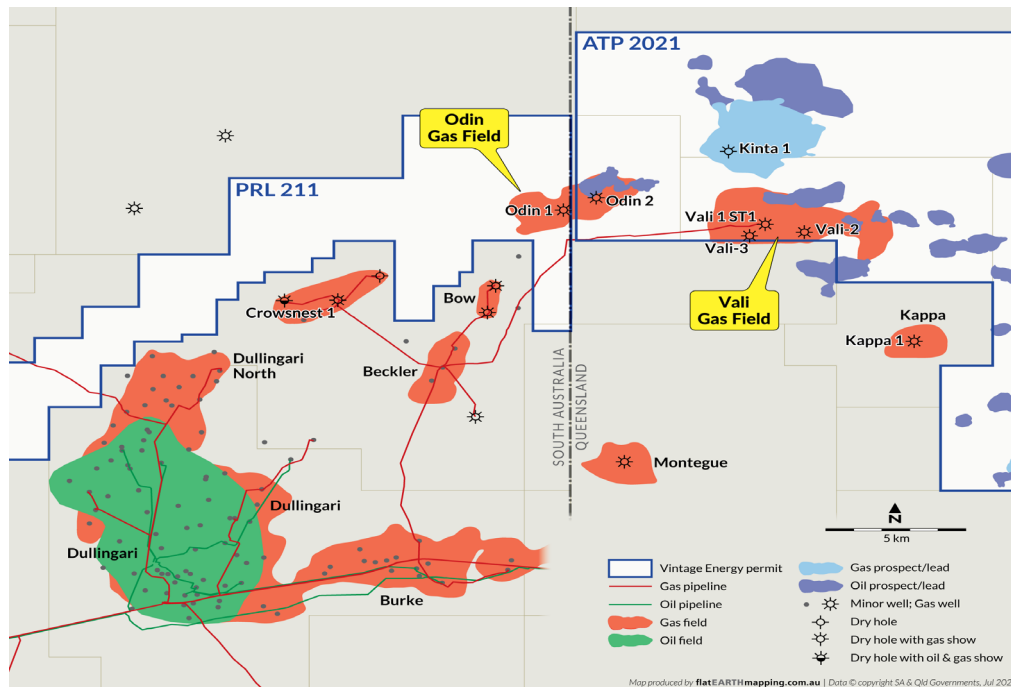 ATP 2021
Odin
Gas Field
Kinta 1
PRL 211
Odin 1
Odin 2
Vali 1 ST1
Vali-2
Vali-3
Crowsnest 1
Bow
Vali
Gas Field
Kappa
Kappa 1
Dullingari
North
Beckler
SOUTH AUSTRALIA
QUEENSLAND
Montegue
Dullingari
Dullingari
Burke
N
5 km
Vintage Energy permit
Gas pipeline
Oil pipeline
Gas field
Oil field
Gas prospect/lead
Oil prospect/lead
Minor well; Gas well
Dry hole
Dry hole with gas show
Dry hole with oil & gas show
Map produced by flatEARTHmapping.com.au | Data © copyright SA & Qld Governments, Jul 202